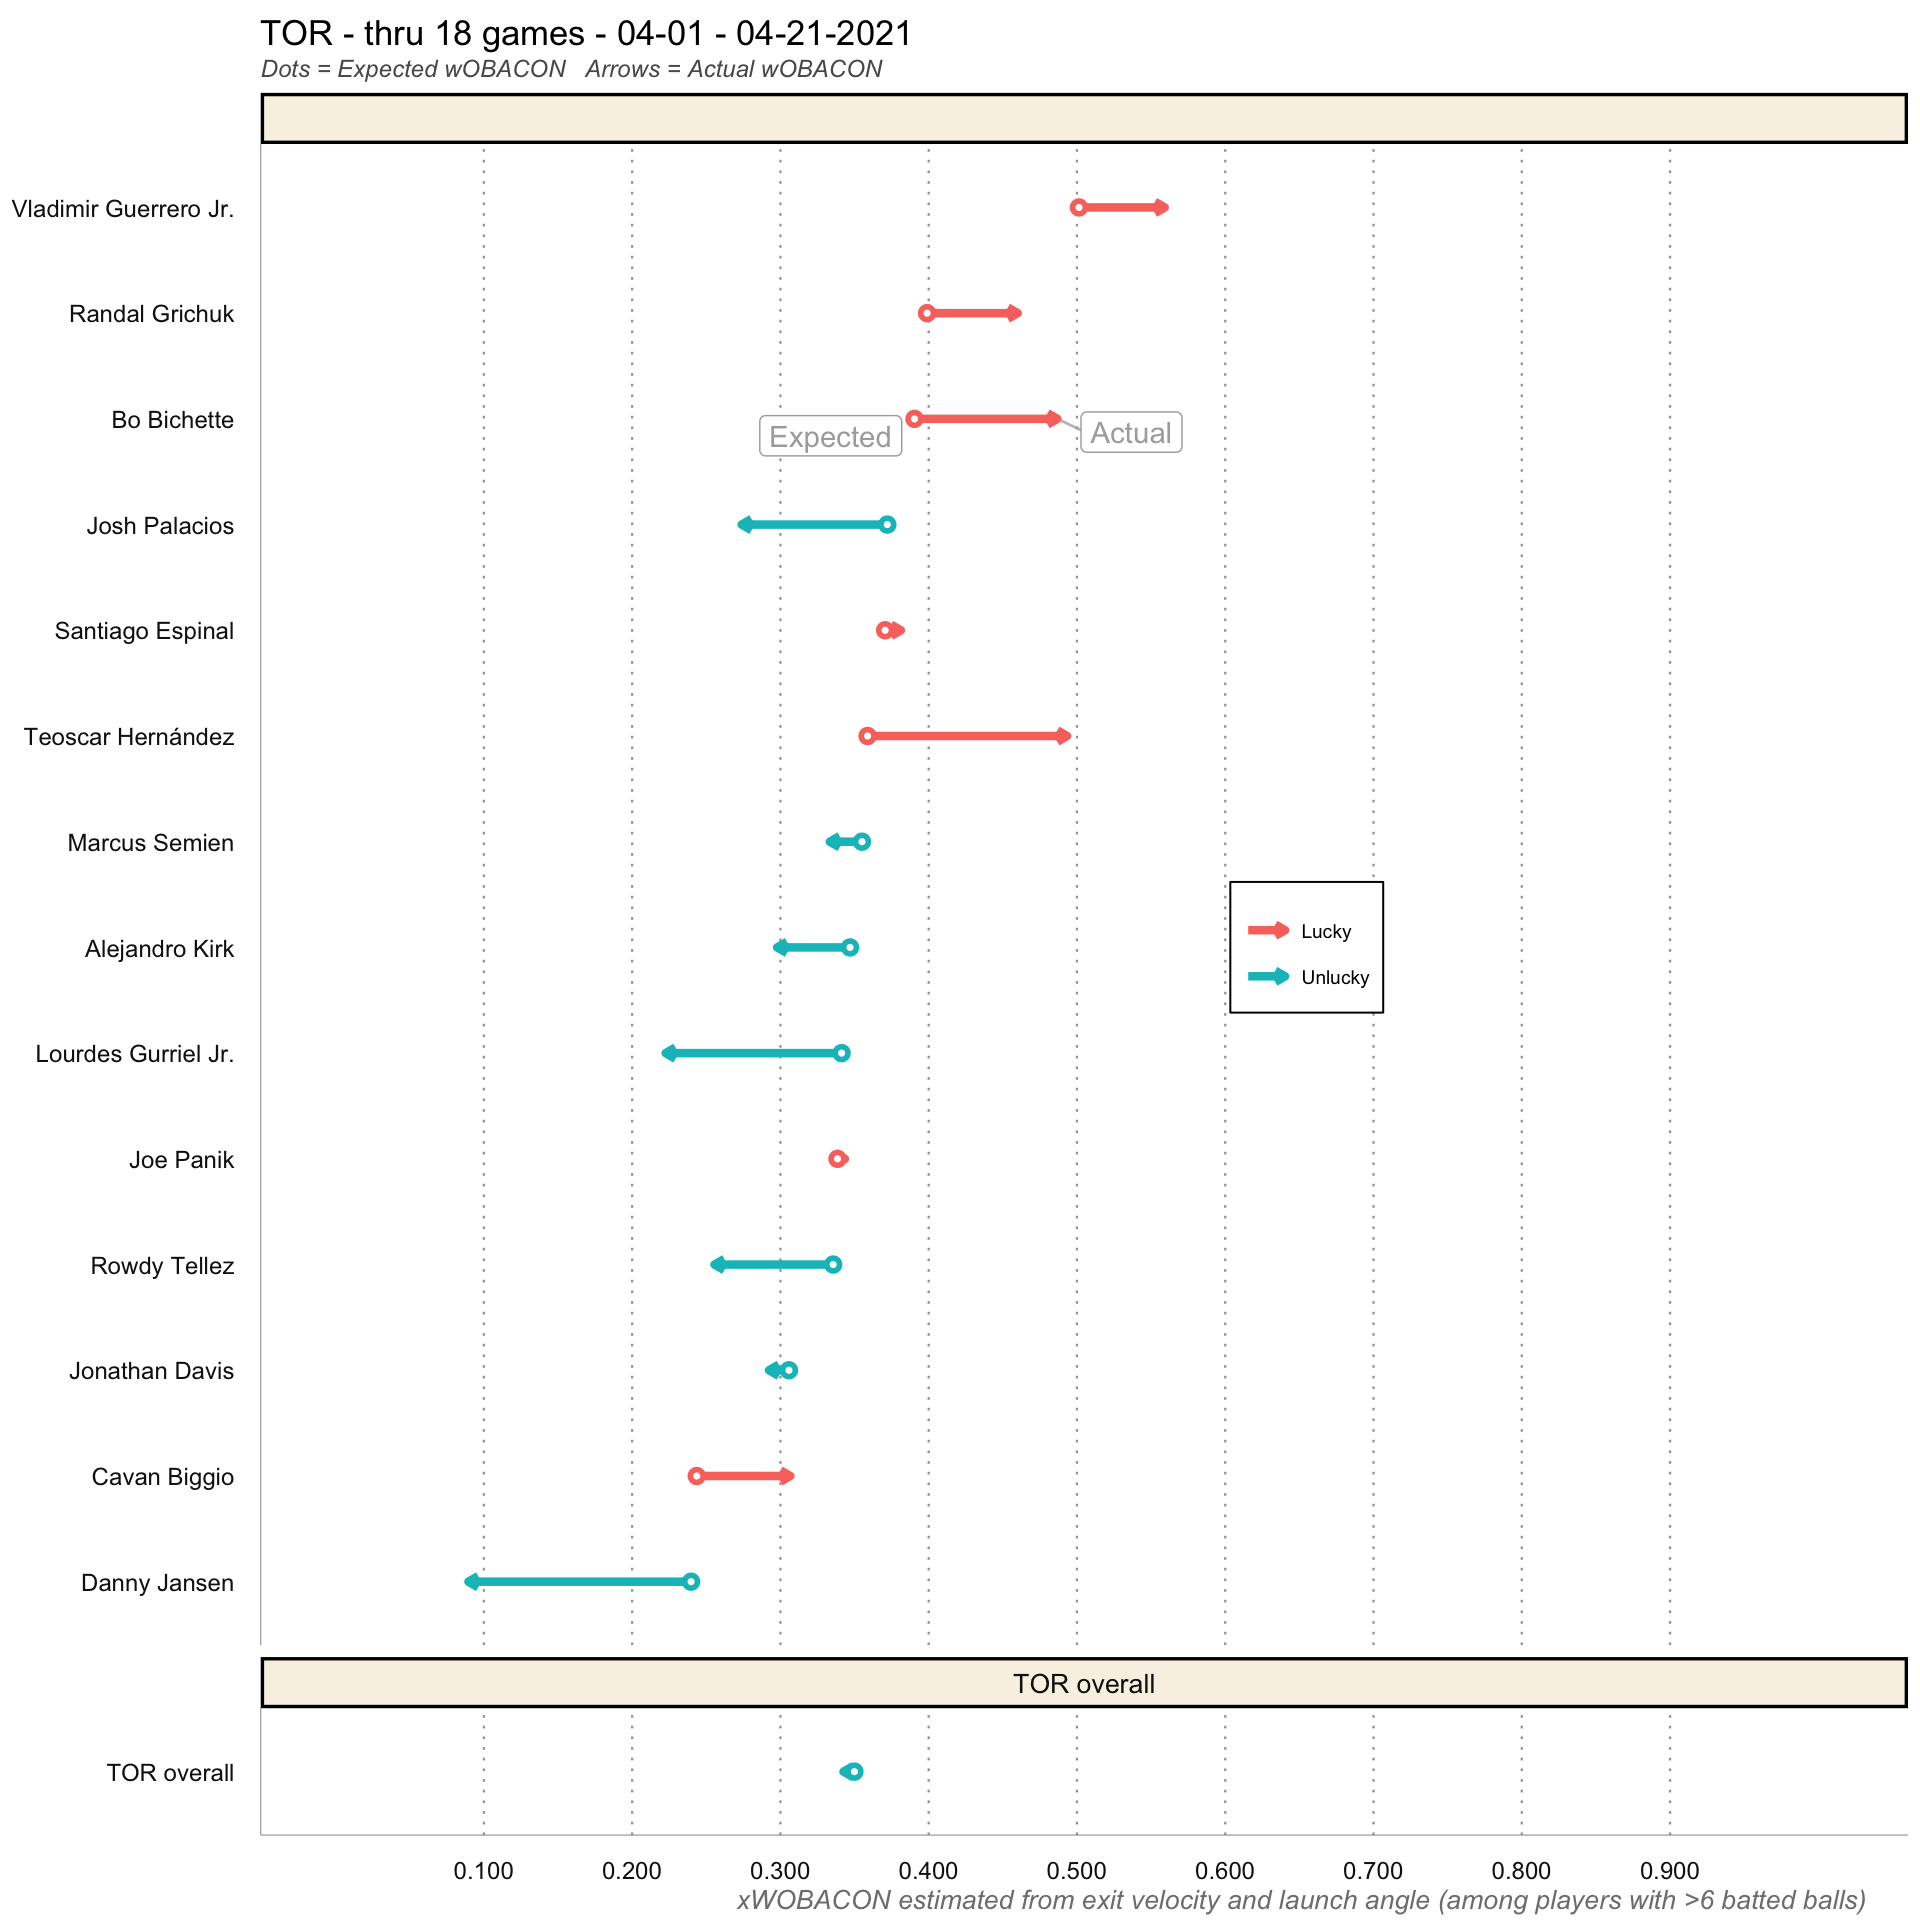 TOR - thru 18 games - 04-01 - 04-21-2021
Dots = Expected wOBACON   Arrows = Actual wOBACON
Vladimir Guerrero Jr.
Randal Grichuk
Bo Bichette
Expected
Actual
Josh Palacios
Santiago Espinal
Teoscar Hernández
Marcus Semien
Alejandro Kirk
Lucky
Unlucky
Lourdes Gurriel Jr.
Joe Panik
Rowdy Tellez
Jonathan Davis
Cavan Biggio
Danny Jansen
TOR overall
TOR overall
0.100 0.200 0.300 0.400 0.500 0.600 0.700 0.800 0.900
xWOBACON estimated from exit velocity and launch angle (among players with >6 batted balls)